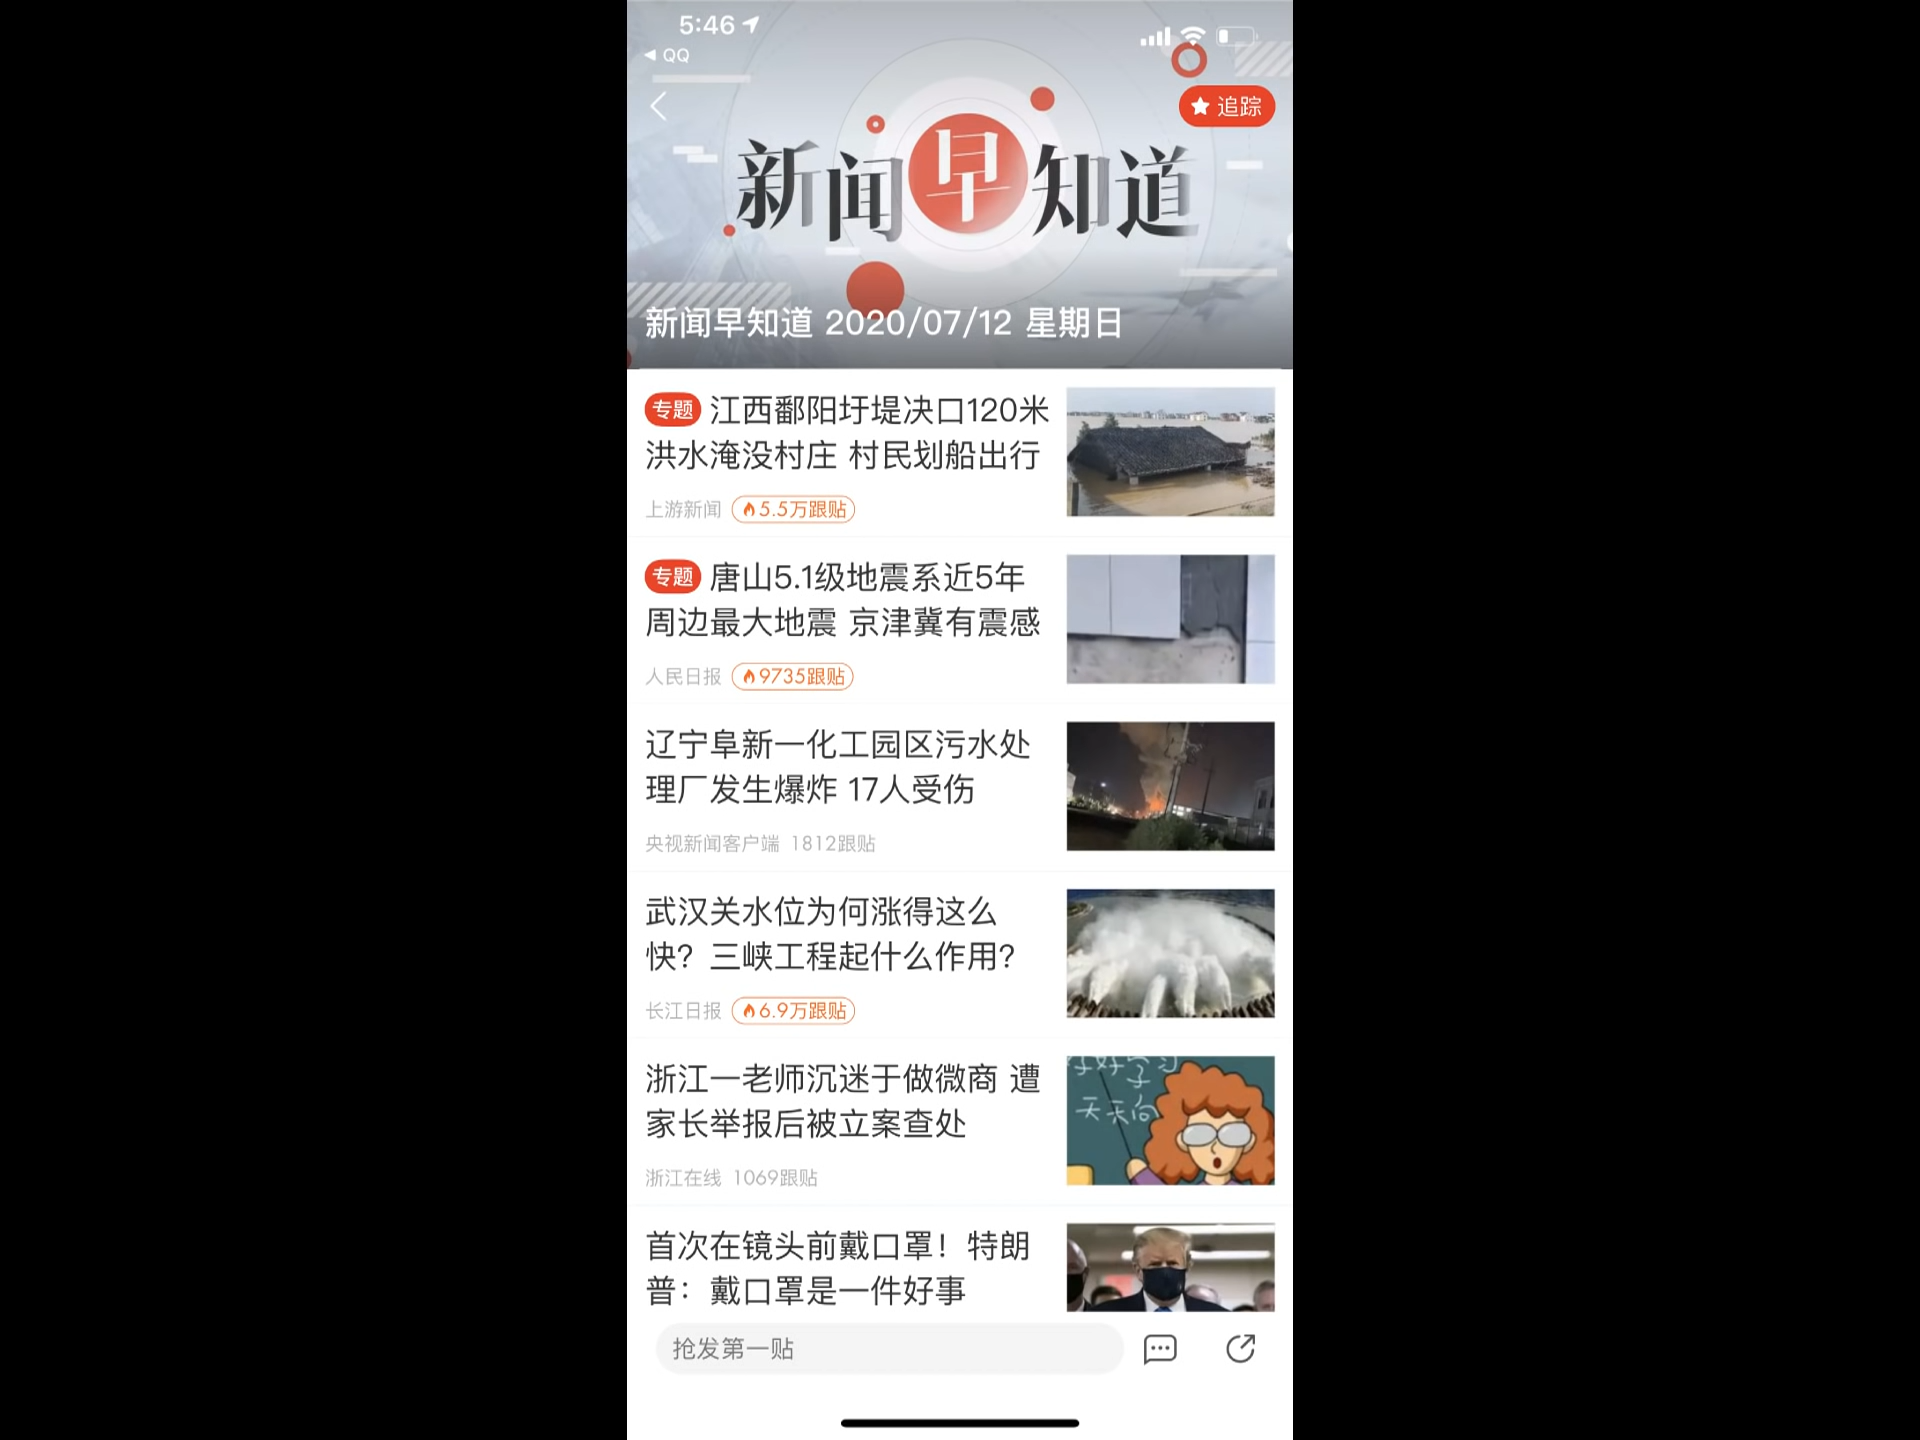 5:46
QQ
追踪
新闻早知道
新闻早知道 2020/07/12 星期日
专题 江西鄱阳圩堤决口120米
洪水淹没村庄 村民划船出行
上游新闻 5.5万跟贴
专题 唐山5.1级地震系近5年
周边最大地震 京津冀有震感
人民日报 9735跟贴
辽宁阜新一化工园区污水处
理厂发生爆炸 17人受伤
央视新闻客户端 1812跟贴
武汉关水位为何涨得这么
快？三峡工程起什么作用？
长江日报 6.9万跟贴
浙江一老师沉迷于做微商 遭
家长举报后被立案查处
好好学习
天天向
浙江在线 1069跟贴
首次在镜头前戴口罩！特朗
普：戴口罩是一件好事
抢发第一贴